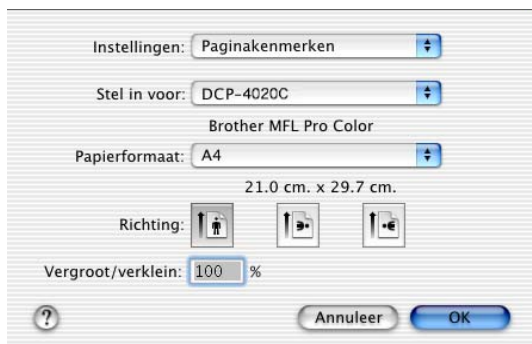 Instellingen: Paginakenmerken
Stel in voor: DCP-4020C
Brother MFL Pro Color
Papierformaat: A4
21.0 cm. x 29.7 cm.
Richting:
Vergroot/verklein: 100 %
? Annuleer OK